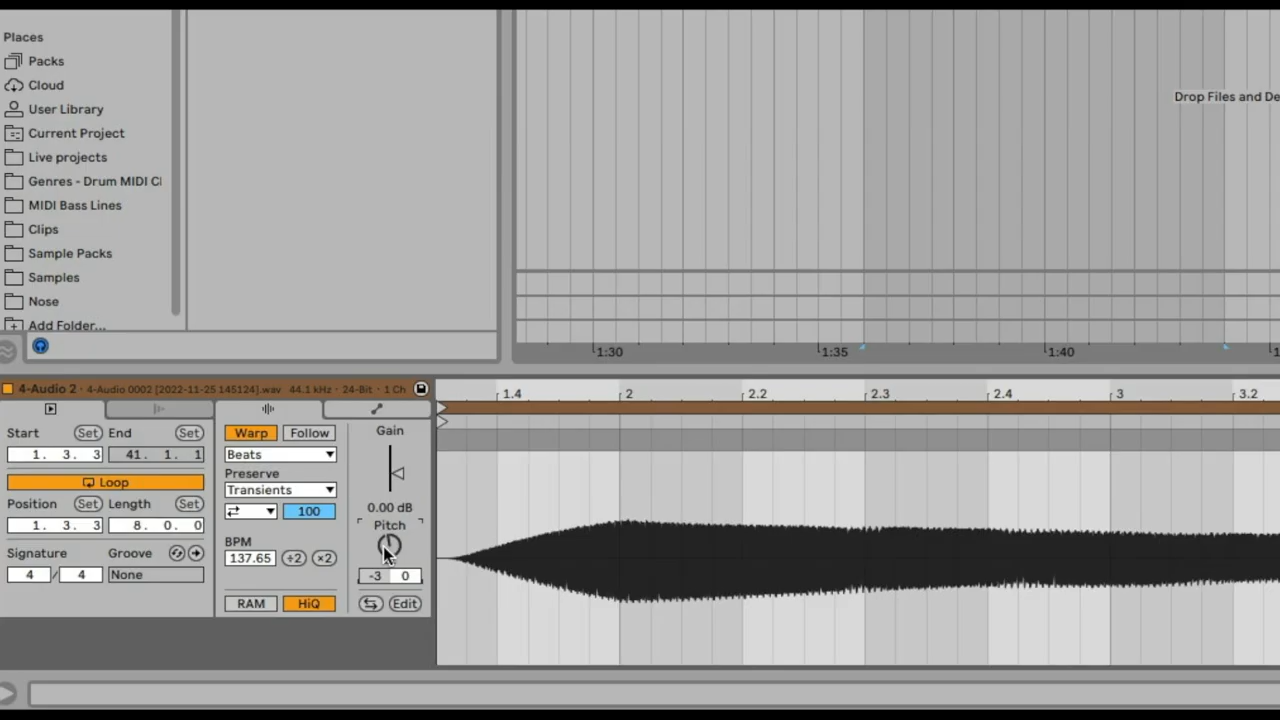 Places
Packs
Cloud
User Library
Current Project
Live projects
Genres - Drum MIDI Cl
MIDI Bass Lines
Clips
Sample Packs
Samples
Nose
Add Folder...
Drop Files and De
1:30 1:35 1:40 1
4-Audio 2 · 4-Audio 0002 [2022-11-25 145124].wav 44.1 kHz · 24-Bit · 1 Ch
1.4 2 2.2 2.3 2.4 3 3.2
Start Set End Set
1. 3. 3 41. 1. 1
Loop
Position Set Length Set
1. 3. 3 8. 0. 0
Signature Groove
4 / 4 None
Warp Follow
Beats
Preserve
Transients
100
BPM
137.65 ÷2 ×2
RAM HiQ
Gain
0.00 dB
Pitch
-3 0
Edit